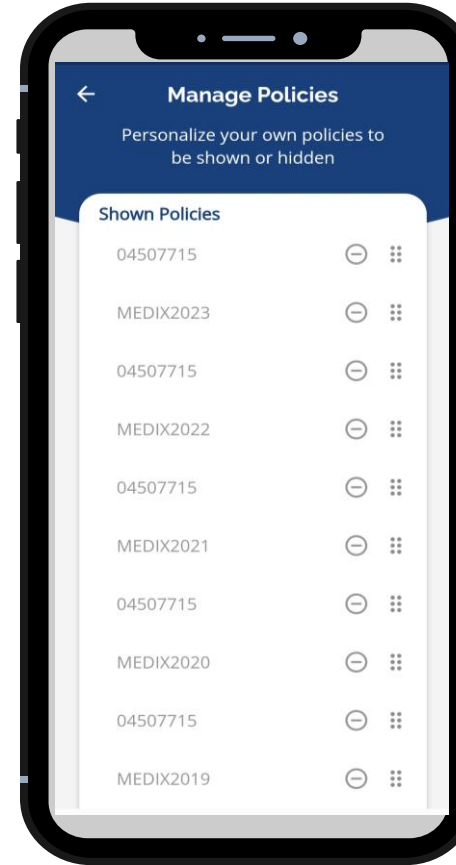 Manage Policies
Personalize your own policies to
be shown or hidden
Shown Policies
04507715
MEDIX2023
04507715
MEDIX2022
04507715
MEDIX2021
04507715
MEDIX2020
04507715
MEDIX2019